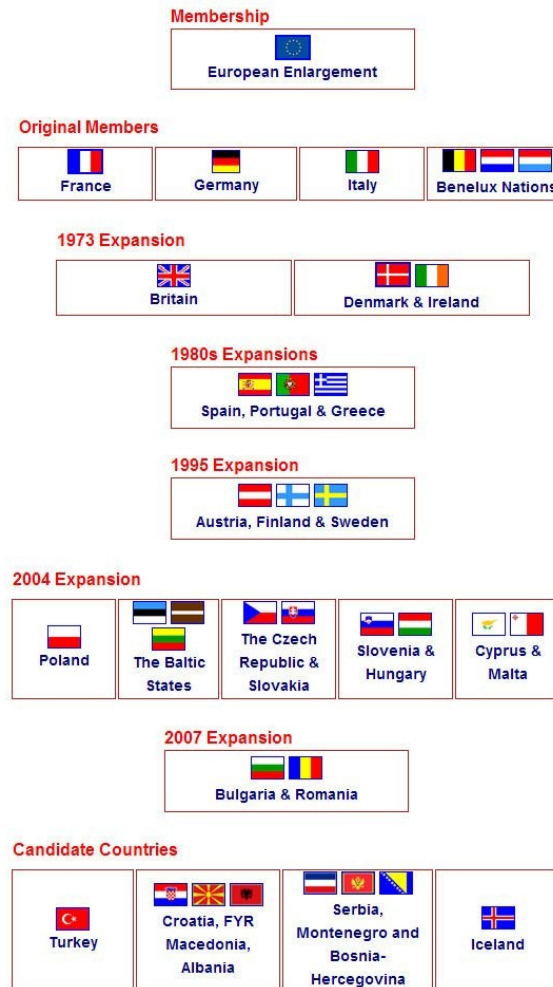 Membership
European Enlargement
Original Members
France
Germany
Italy
Benelux Nations
1973 Expansion
Britain
Denmark & Ireland
1980s Expansions
Spain, Portugal & Greece
1995 Expansion
Austria, Finland & Sweden
2004 Expansion
Poland
The Baltic
States
The Czech
Republic &
Slovakia
Slovenia &
Hungary
Cyprus &
Malta
2007 Expansion
Bulgaria & Romania
Candidate Countries
Turkey
Croatia, FYR
Macedonia,
Albania
Serbia,
Montenegro and
Bosnia-
Hercegovina
Iceland